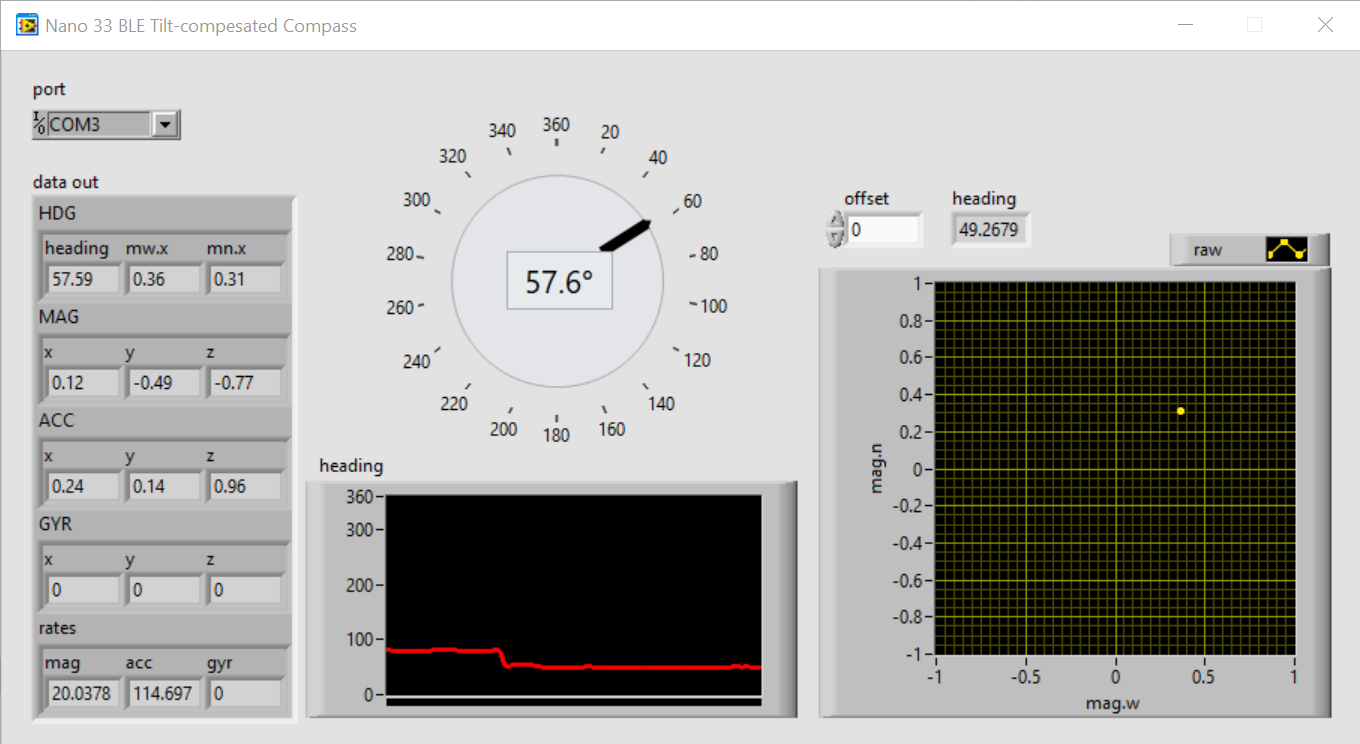 Nano 33 BLE Tilt-compesated Compass
port
I/0 COM3
data out
HDG
heading mw.x mn.x
57.59 0.36 0.31
MAG
x y z
0.12 -0.49 -0.77
ACC
x y z
0.24 0.14 0.96
GYR
x y z
0 0 0
rates
mag acc gyr
20.0378 114.697 0
360
340 20
320 40
300 60
280 80
260 100
240 120
220 140
200 160
180
57.6°
heading
360
300
200
100
0
offset heading
0 49.2679
raw
1
0.8
0.6
0.4
0.2
0
-0.2
-0.4
-0.6
-0.8
-1
mag.n
-1 -0.5 0 0.5 1
mag.w